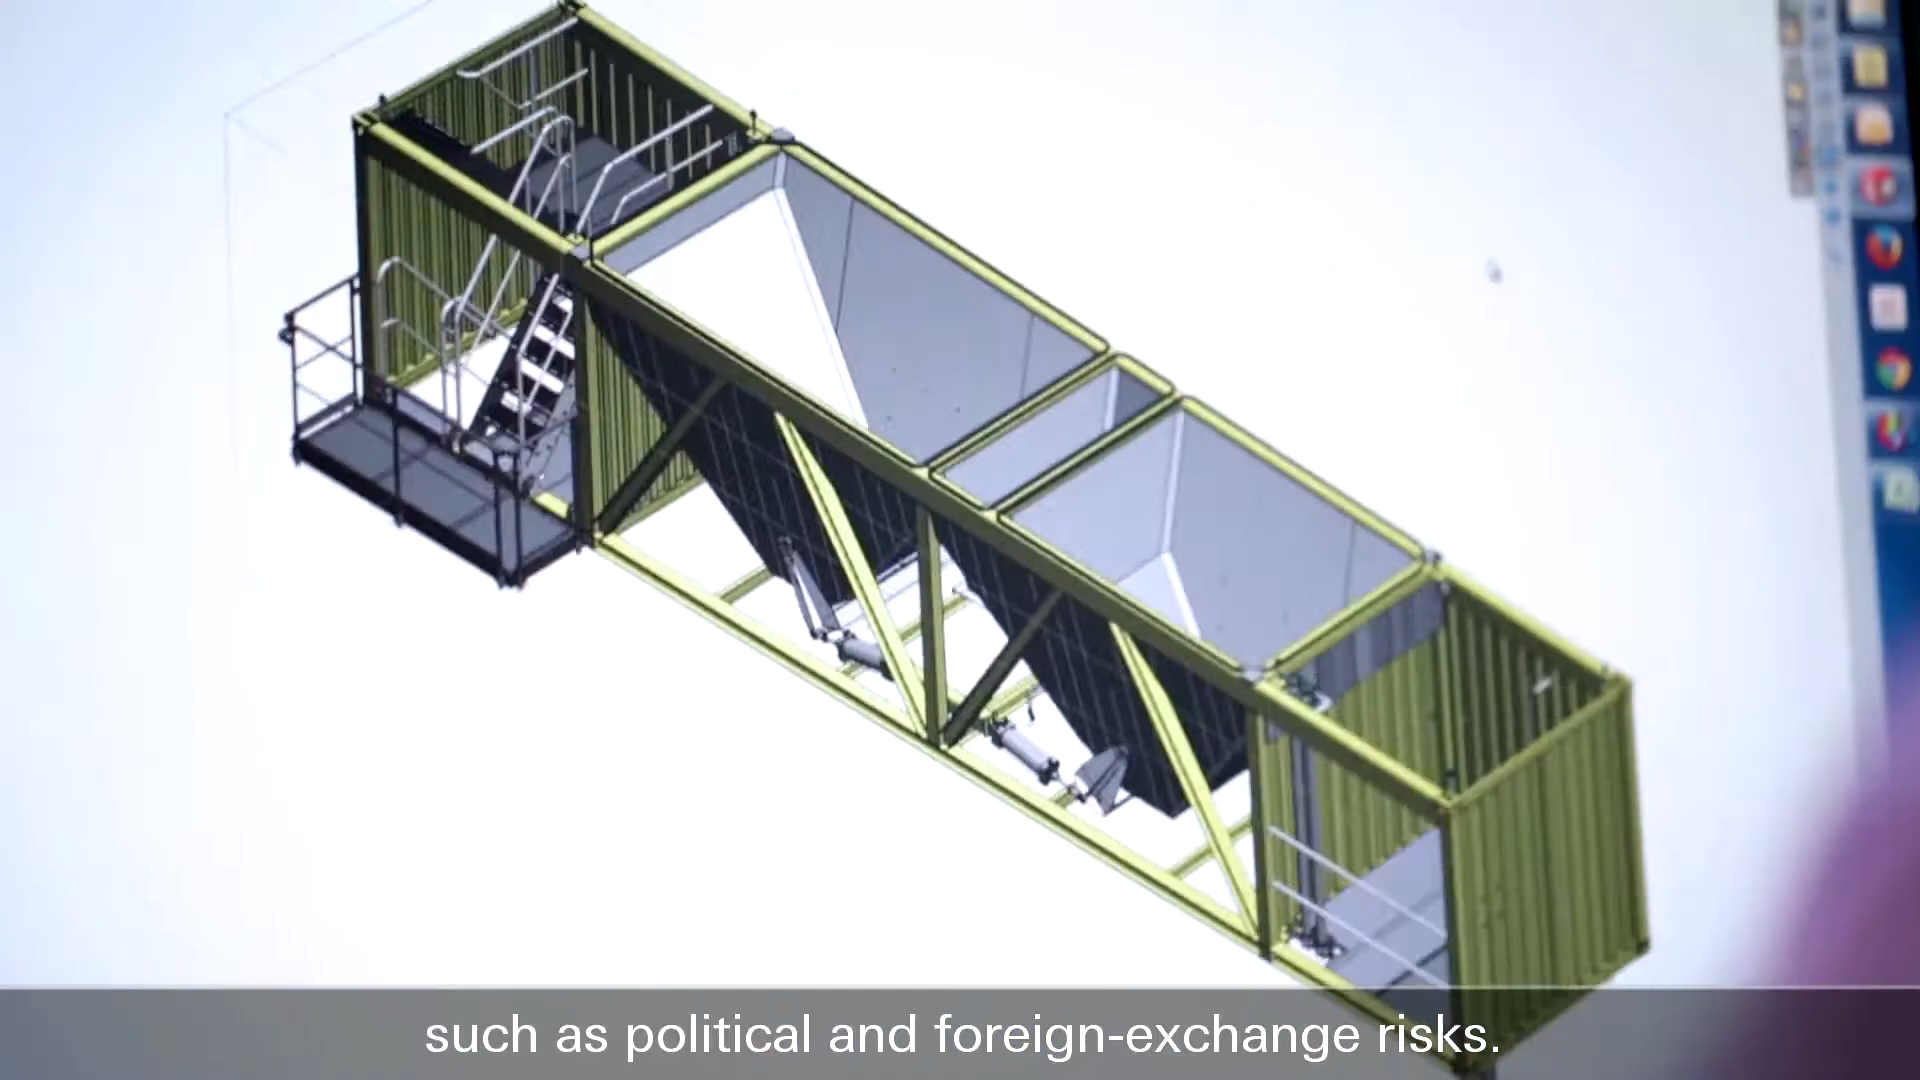 such as political and foreign-exchange risks.